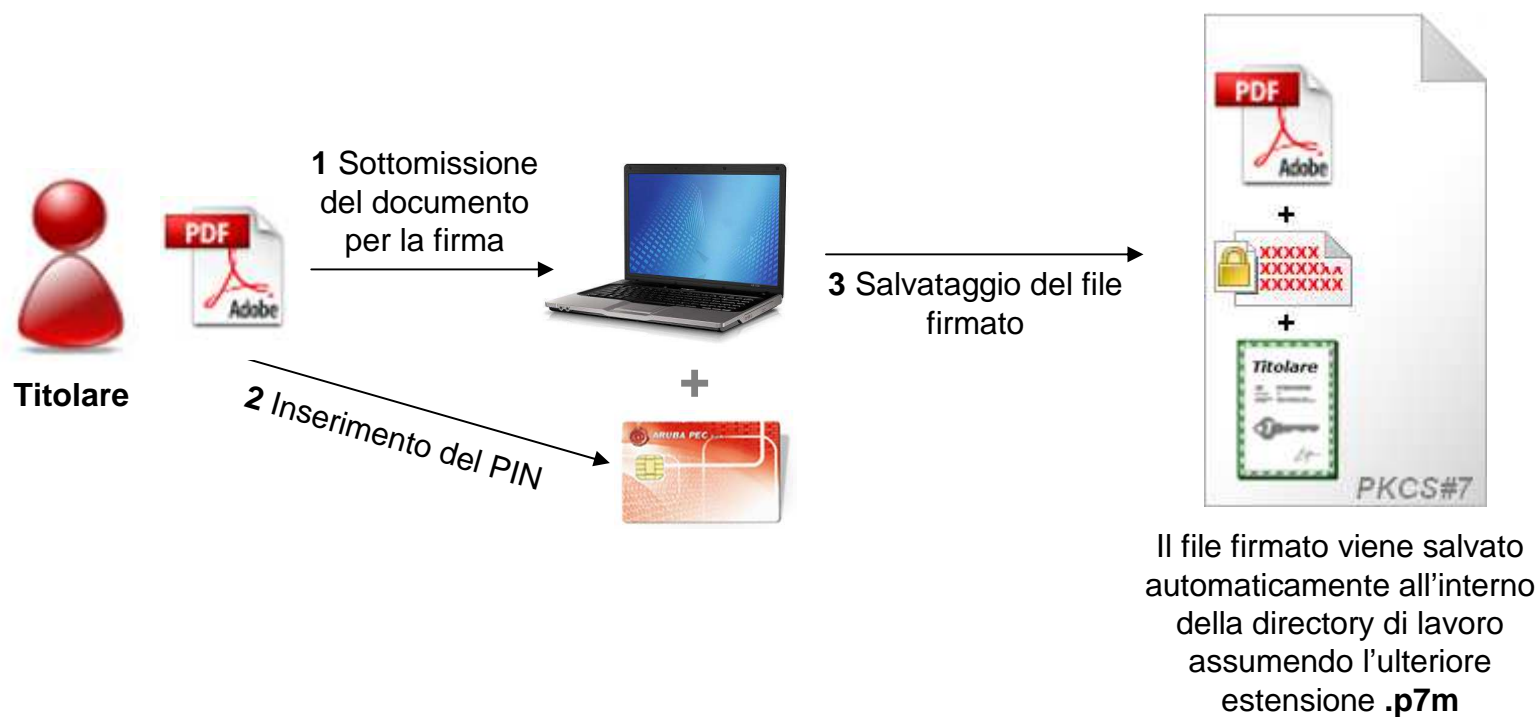 Titolare
PDF
Adobe
1 Sottomissione
del documento
per la firma
2 Inserimento del PIN
ARUBA PEC
3 Salvataggio del file
firmato
PDF
Adobe
+
XXXXX
XXXXXXX
XXXXXXX
+
Titolare
PKCS#7
+
Il file firmato viene salvato
automaticamente all’interno
della directory di lavoro
assumendo l’ulteriore
estensione .p7m